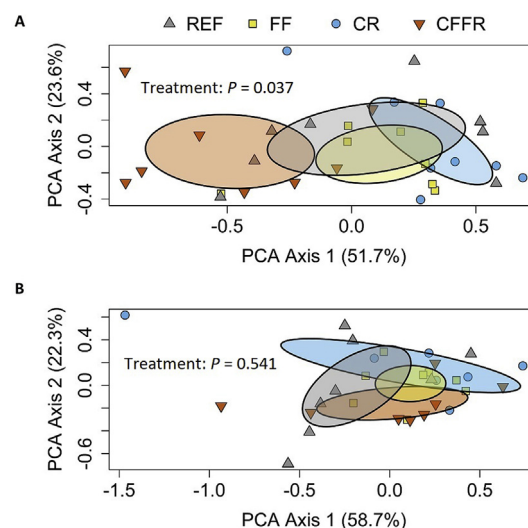 A
REF FF CR CFFR
Treatment: P = 0.037
PCA Axis 2 (23.6%)
0.4
0.0
-0.4
-0.5 0.0 0.5
PCA Axis 1 (51.7%)
B
Treatment: P = 0.541
PCA Axis 2 (22.3%)
0.4
0.0
-0.6
-1.5 -1.0 -0.5 0.0 0.5
PCA Axis 1 (58.7%)